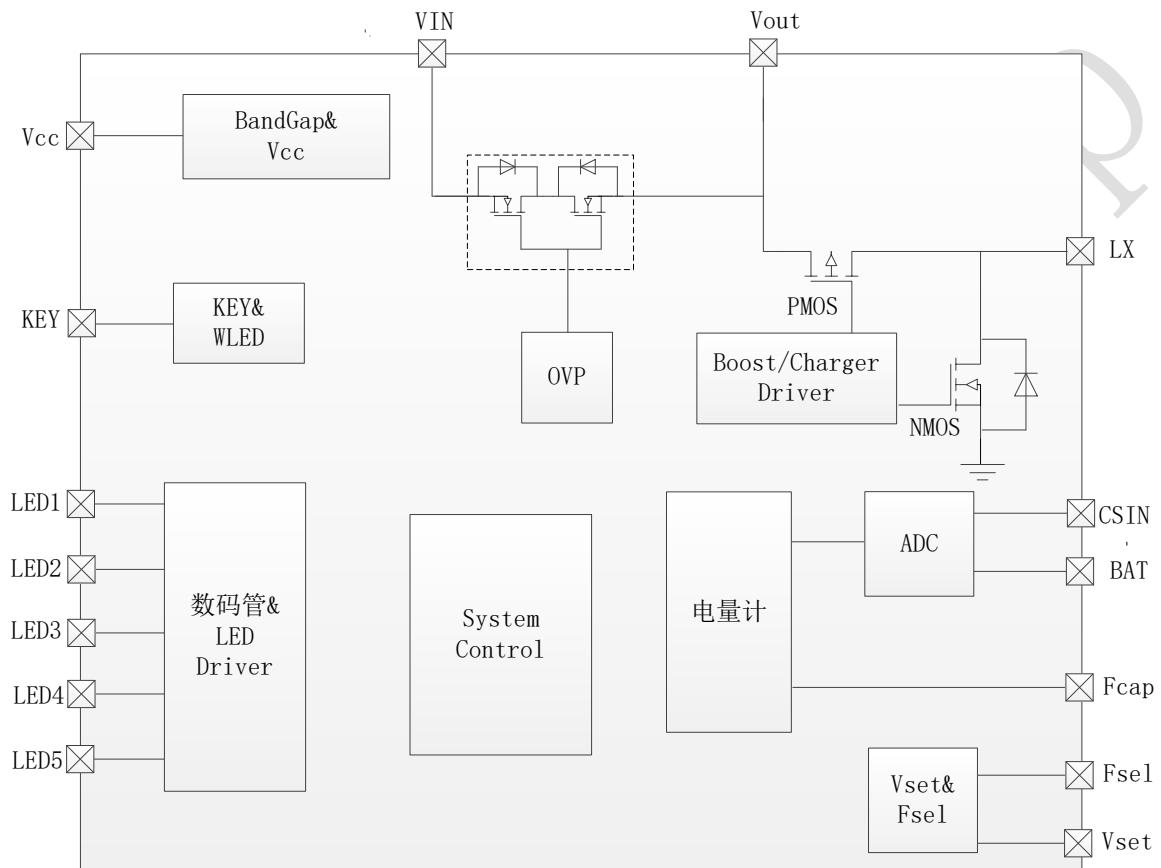 VIN
Vout
Vcc
BandGap&
Vcc
LX
KEY
KEY&
WLED
PMOS
OVP
Boost/Charger
Driver
NMOS
LED1
LED2
LED3
LED4
LED5
数码管&
LED
Driver
System
Control
电量计
ADC
CSIN
BAT
Fcap
Vset&
Fsel
Fsel
Vset
Q